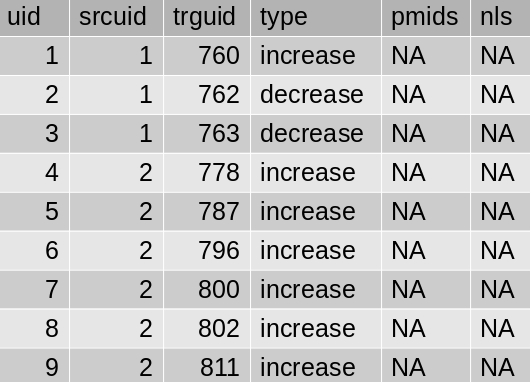 uid srcuid trguid type pmids nls
1 1 760 increase NA NA
2 1 762 decrease NA NA
3 1 763 decrease NA NA
4 2 778 increase NA NA
5 2 787 increase NA NA
6 2 796 increase NA NA
7 2 800 increase NA NA
8 2 802 increase NA NA
9 2 811 increase NA NA